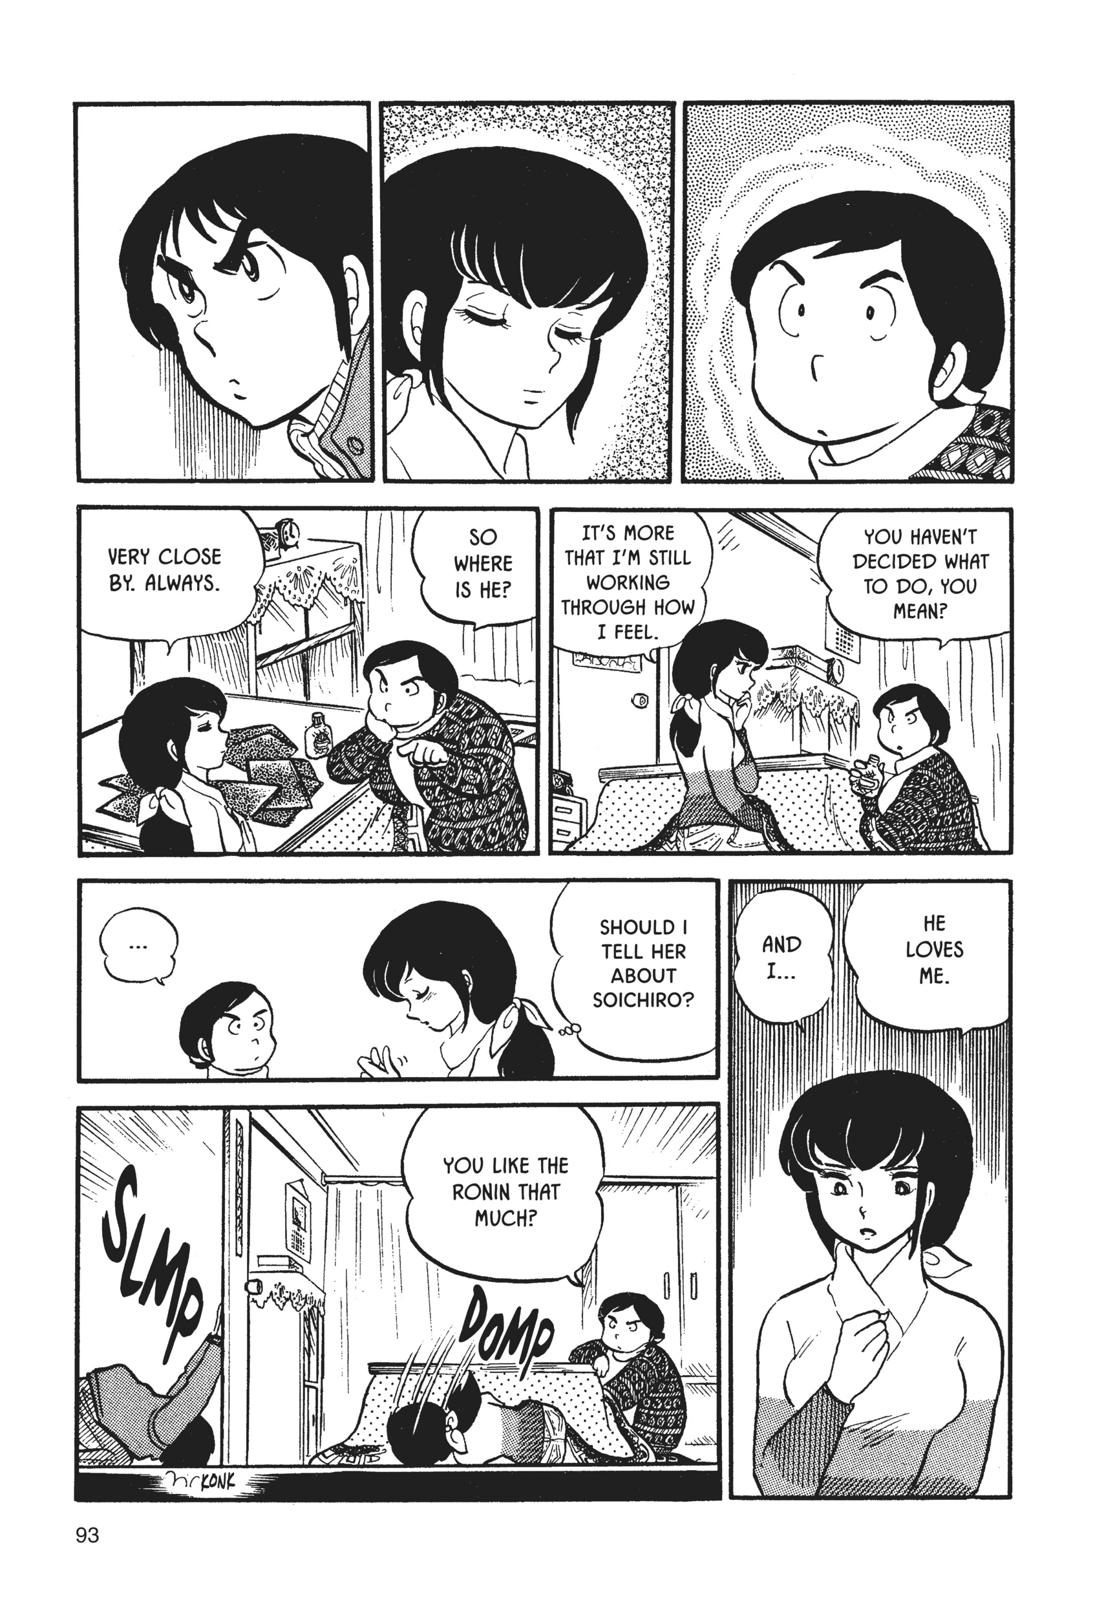 SO
WHERE
IS HE?
VERY CLOSE
BY. ALWAYS.
YOU HAVEN'T
DECIDED WHAT
TO DO, YOU
MEAN?
IT'S MORE
THAT I'M STILL
WORKING
THROUGH HOW
I FEEL.
SHOULD I
TELL HER
ABOUT
SOICHIRO?
...
HE
LOVES
ME.
AND
I...
YOU LIKE THE
RONIN THAT
MUCH?
DOMP
SLMP
KONK
93